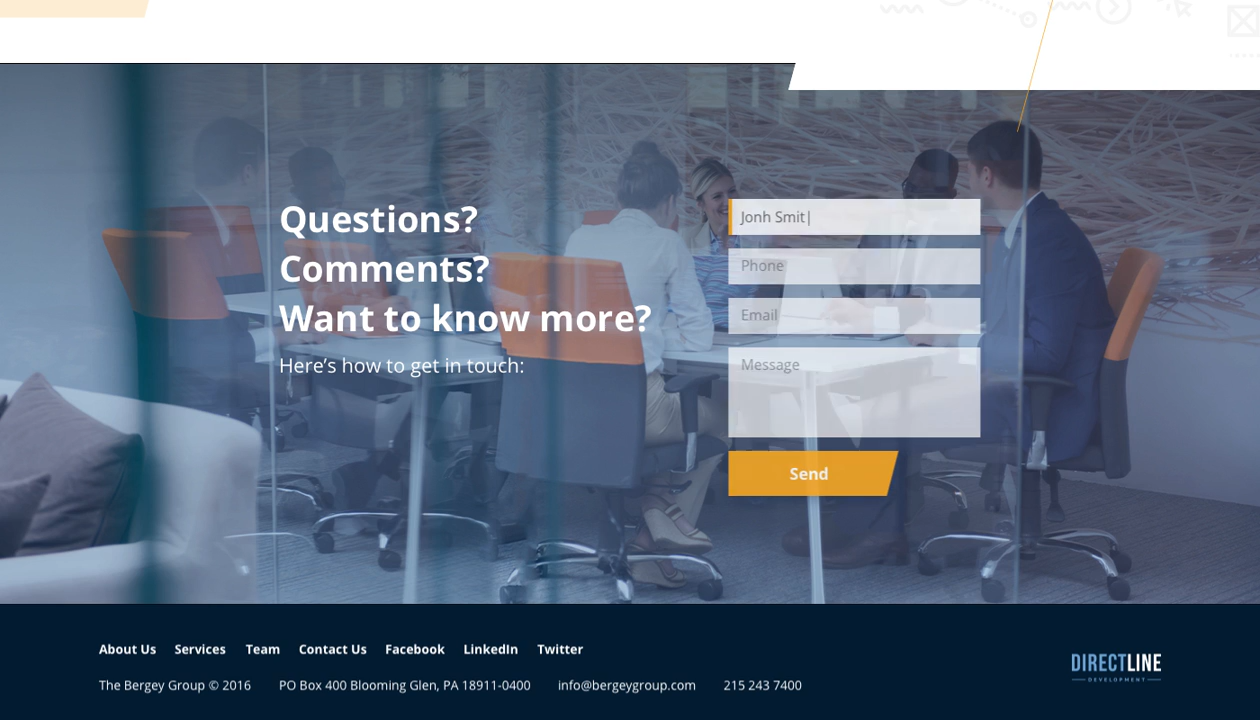 Questions?
Comments?
Want to know more?
Here's how to get in touch:
Jonh Smit|
Phone
Email
Message
Send
About Us Services Team Contact Us Facebook LinkedIn Twitter
The Bergey Group © 2016 PO Box 400 Blooming Glen, PA 18911-0400 info@bergeygroup.com 215 243 7400
DIRECTLINE
DEVELOPMENT